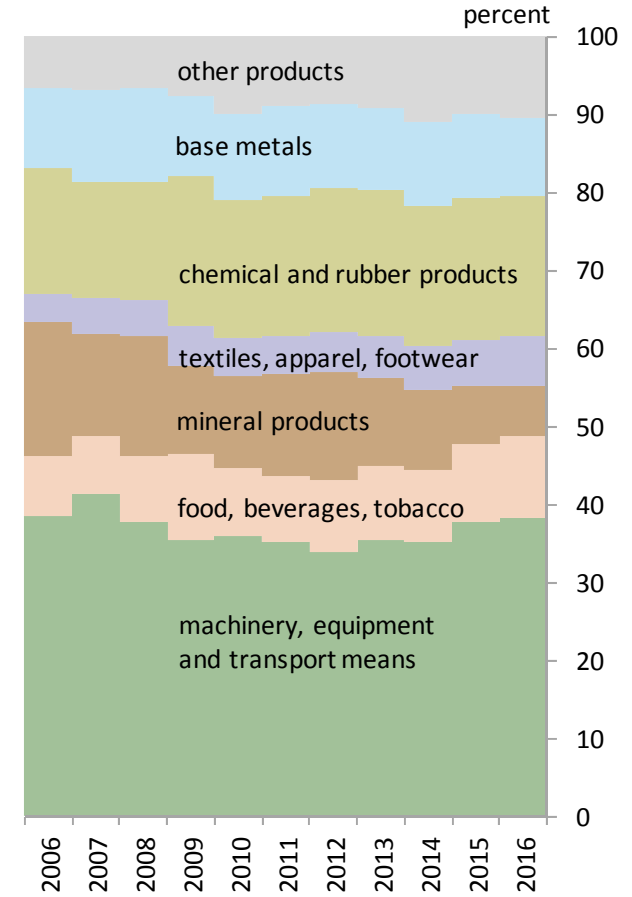 percent
100
other products
90
base metals
80
70
chemical and rubber products
60
textiles, apparel, footwear
50
mineral products
40
food, beverages, tobacco
30
machinery, equipment
and transport means
20
10
0
2006 2007 2008 2009 2010 2011 2012 2013 2014 2015 2016